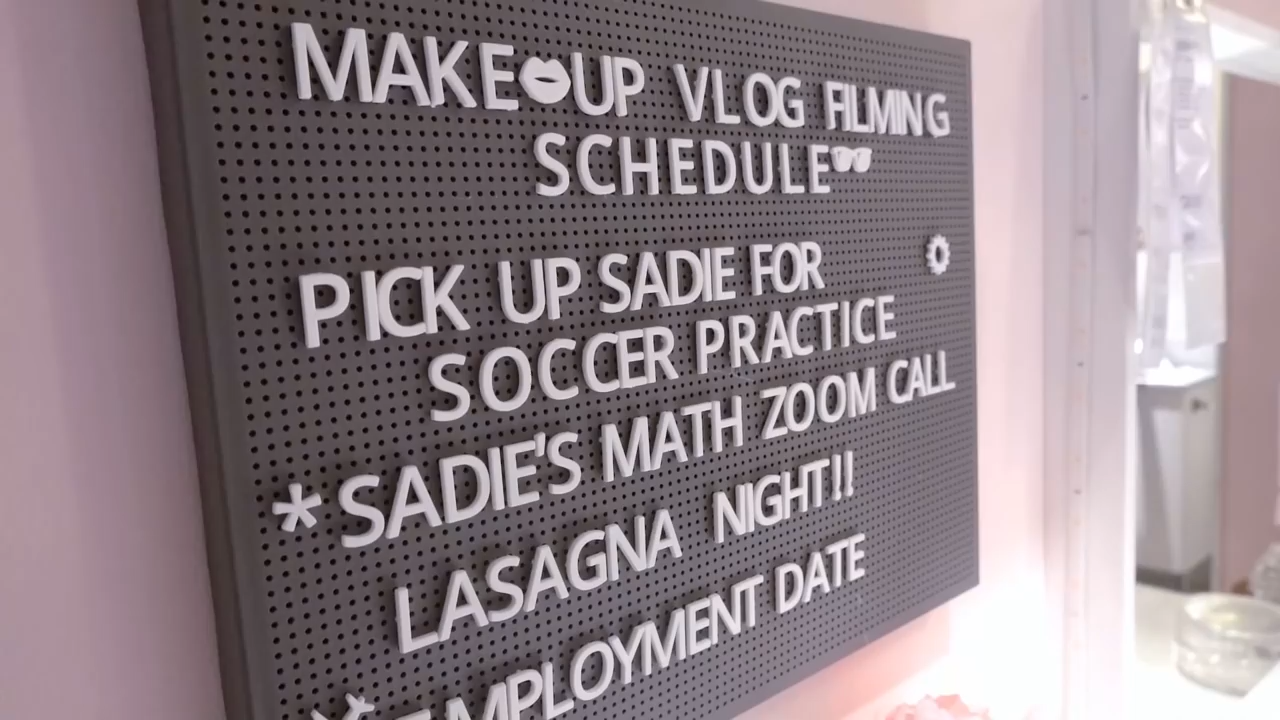 MAKE👄UP VLOG FILMING
SCHEDULE🕶
PICK UP SADIE FOR
SOCCER PRACTICE
*SADIE'S MATH ZOOM CALL
LASAGNA NIGHT!!
EMPLOYMENT DATE